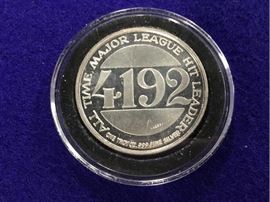 ALL TIME MAJOR LEAGUE HIT LEADER
4192
ONE TROY OZ. .999 FINE SILVER